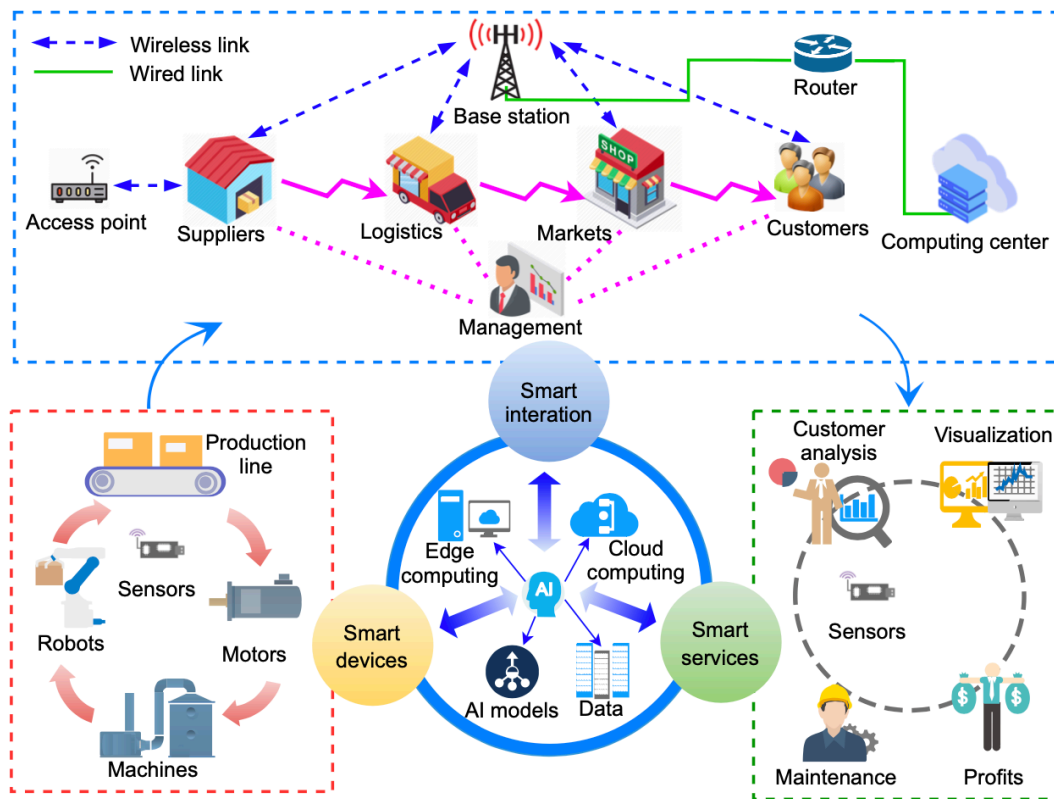 Wireless link
Wired link
Base station
Router
SHOP
Access point
Suppliers
Logistics
Markets
Customers
Computing center
Management
Smart
interation
Production
line
Sensors
Robots
Motors
Machines
Edge
computing
Cloud
computing
AI
Smart
devices
Smart
services
AI models
Data
Customer
analysis
Visualization
Sensors
Maintenance
Profits
$
$